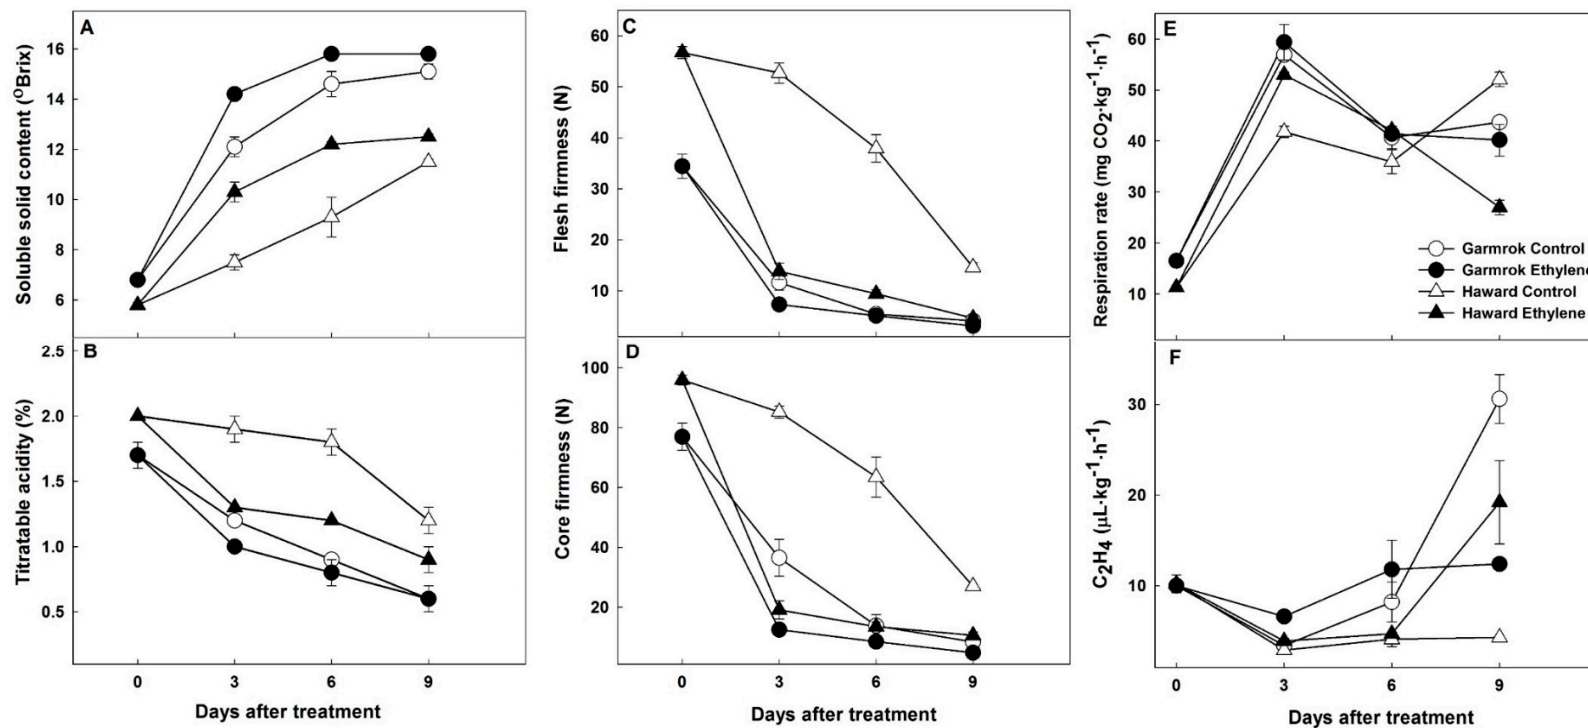 A
Soluble solid content (⁰Brix)
16
14
12
10
8
6
B
Titratable acidity (%)
2.5
2.0
1.5
1.0
0.5
0 3 6 9
Days after treatment
C
Flesh firmness (N)
60
50
40
30
20
10
D
Core firmness (N)
100
80
60
40
20
0 3 6 9
Days after treatment
E
Respiration rate (mg CO₂·kg⁻¹·h⁻¹)
60
50
40
30
20
10
Garmrok Control
Garmrok Ethylene
Haward Control
Haward Ethylene
F
C₂H₄ (µL·kg⁻¹·h⁻¹)
30
20
10
0
0 3 6 9
Days after treatment